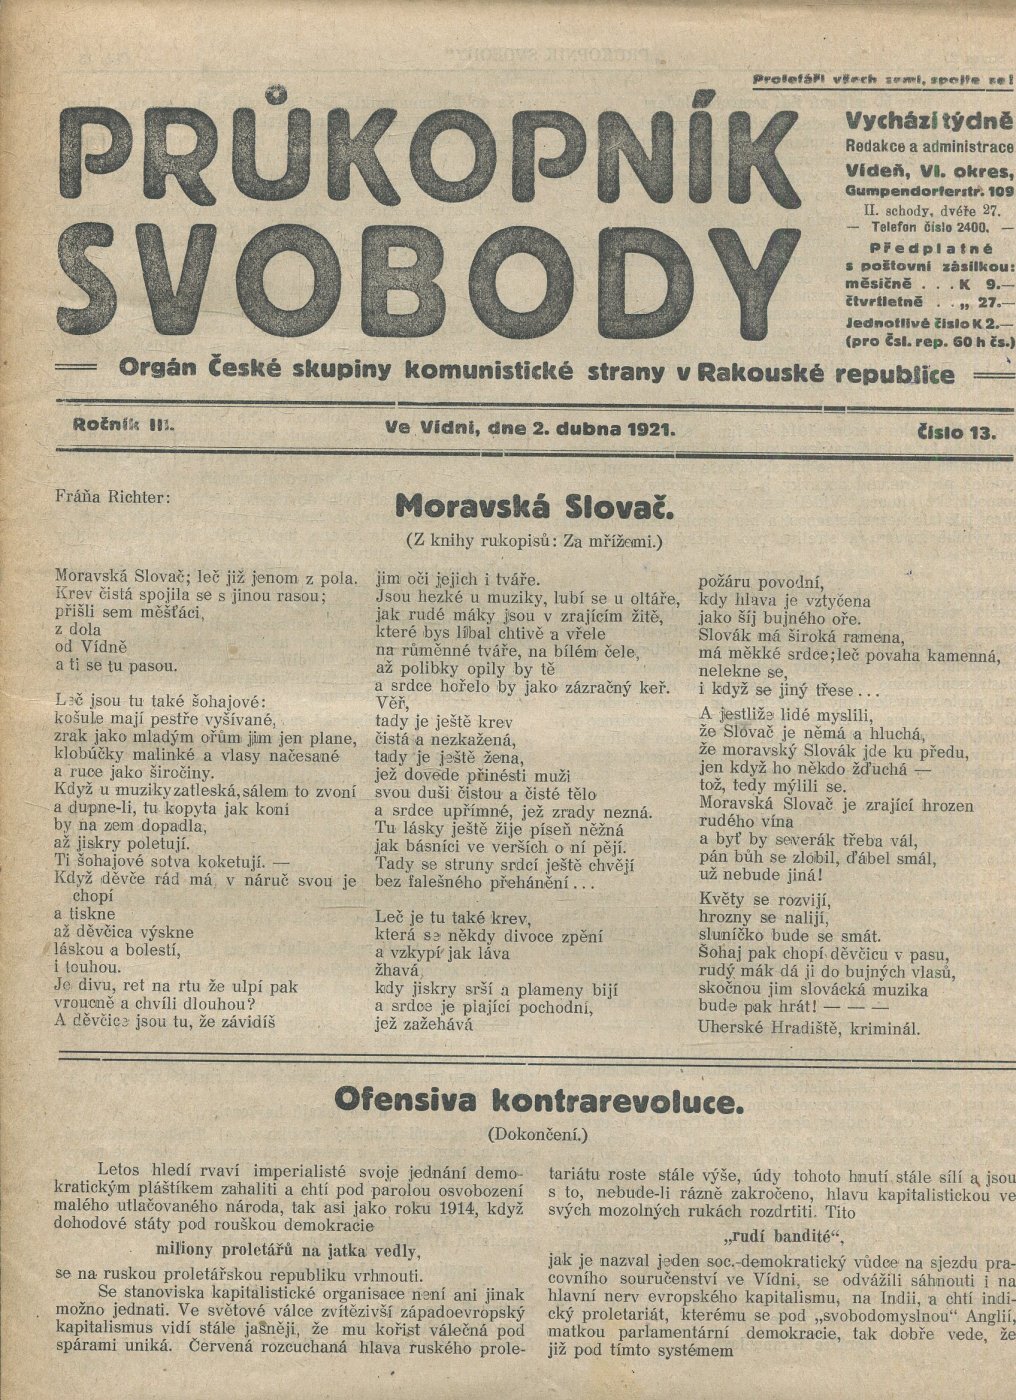 Proletáři všech zemí, spojte se!
PRŮKOPNÍK
SVOBODY
Vychází týdně
Redakce a administrace
Vídeň, VI. okres,
Gumpendorferstr. 109
II. schody, dvéře 27.
— Telefon číslo 2400. —
Předplatné
s poštovní zásilkou:
měsíčně . . . K 9.—
čtvrtletně . . „ 27.—
Jednotlivé číslo K 2.—
(pro Čsl. rep. 60 h čs.)
Orgán České skupiny komunistické strany v Rakouské republice
Ročník III.
Ve Vídni, dne 2. dubna 1921.
Číslo 13.
Fráňa Richter:
Moravská Slovač.
(Z knihy rukopisů: Za mřížemi.)
Moravská Slovač; leč již jenom z pola.
Krev čistá spojila se s jinou rasou;
přišli sem měšťáci,
z dola
od Vídně
a ti se tu pasou.
Leč jsou tu také šohajové:
košule mají pestře vyšívané,
zrak jako mladým ořům jim jen plane,
klobúčky malinké a vlasy načesané
a ruce jako širočiny.
Když u muziky zatleská, sálem to zvoní
a dupne-li, tu kopyta jak koní
by na zem dopadla,
až jiskry poletují.
Ti šohajové sotva koketují. —
Když děvče rád má, v náruč svou je
chopí
a tiskne
až děvčica výskne
láskou a bolestí,
i touhou.
Je divu, ret na rtu že ulpí pak
vroucně a chvíli dlouhou?
A děvčice jsou tu, že závidíš
jim oči jejich i tváře.
Jsou hezké u muziky, lubí se u oltáře,
jak rudé máky jsou v zrajícím žitě,
které bys líbal chtivě a vřele
na růměnné tváře, na bílém čele,
až polibky opily by tě
a srdce hořelo by jako zázračný keř.
Věř,
tady je ještě krev
čistá a nezkažená,
tady je ještě žena,
jež dovede přinésti muži
svou duši čistou a čisté tělo
a srdce upřímné, jež zrady nezná.
Tu lásky ještě žije píseň něžná
jak básníci ve verších o ní pějí.
Tady se struny srdcí ještě chvějí
bez falešného přehánění...
Leč je tu také krev,
která se někdy divoce zpění
a vzkypí jak láva
žhavá,
kdy jiskry srší a plameny bijí
a srdce je plající pochodní,
jež zažehává
požáru povodní,
kdy hlava je vztyčena
jako šíj bujného oře.
Slovák má široká ramena,
má měkké srdce; leč povaha kamenná,
nelekne se,
i když se jiný třese...
A jestliže lidé myslili,
že Slovač je němá a hluchá,
že moravský Slovák jde ku předu,
jen když ho někdo žďuchá —
tož, tedy mýlili se.
Moravská Slovač je zrající hrozen
rudého vína
a byť by severák třeba vál,
pán bůh se zlobil, ďábel smál,
už nebude jiná!
Květy se rozvijí,
hrozny se nalijí,
sluníčko bude se smát.
Šohaj pak chopí děvčicu v pasu,
rudý mák dá jí do bujných vlasů,
skočnou jim slovácká muzika
bude pak hrát! — — —
Uherské Hradiště, kriminál.
Ofensiva kontrarevoluce.
(Dokončení.)
Letos hledí rvaví imperialisté svoje jednání demo-
kratickým pláštíkem zahaliti a chtí pod parolou osvobození
malého utlačovaného národa, tak asi jako roku 1914, když
dohodové státy pod rouškou demokracie
miliony proletářů na jatka vedly,
se na ruskou proletářskou republiku vrhnouti.
Se stanoviska kapitalistické organisace není ani jinak
možno jednati. Ve světové válce zvítězivší západoevropský
kapitalismus vidí stále jasněji, že mu kořist válečná pod
spárami uniká. Červená rozcuchaná hlava ruského prole-
tariátu roste stále výše, údy tohoto hnutí stále sílí a jsou
s to, nebude-li rázně zakročeno, hlavu kapitalistickou ve
svých mozolných rukách rozdrtiti. Tito
„rudí bandité“,
jak je nazval jeden soc.-demokratický vůdce na sjezdu pra-
covního souručenství ve Vídni, se odvážili sáhnouti i na
hlavní nerv evropského kapitalismu, na Indii, a chtí indi-
cký proletariát, kterému se pod „svobodomyslnou“ Anglií,
matkou parlamentární demokracie, tak dobře vede, že
již pod tímto systémem